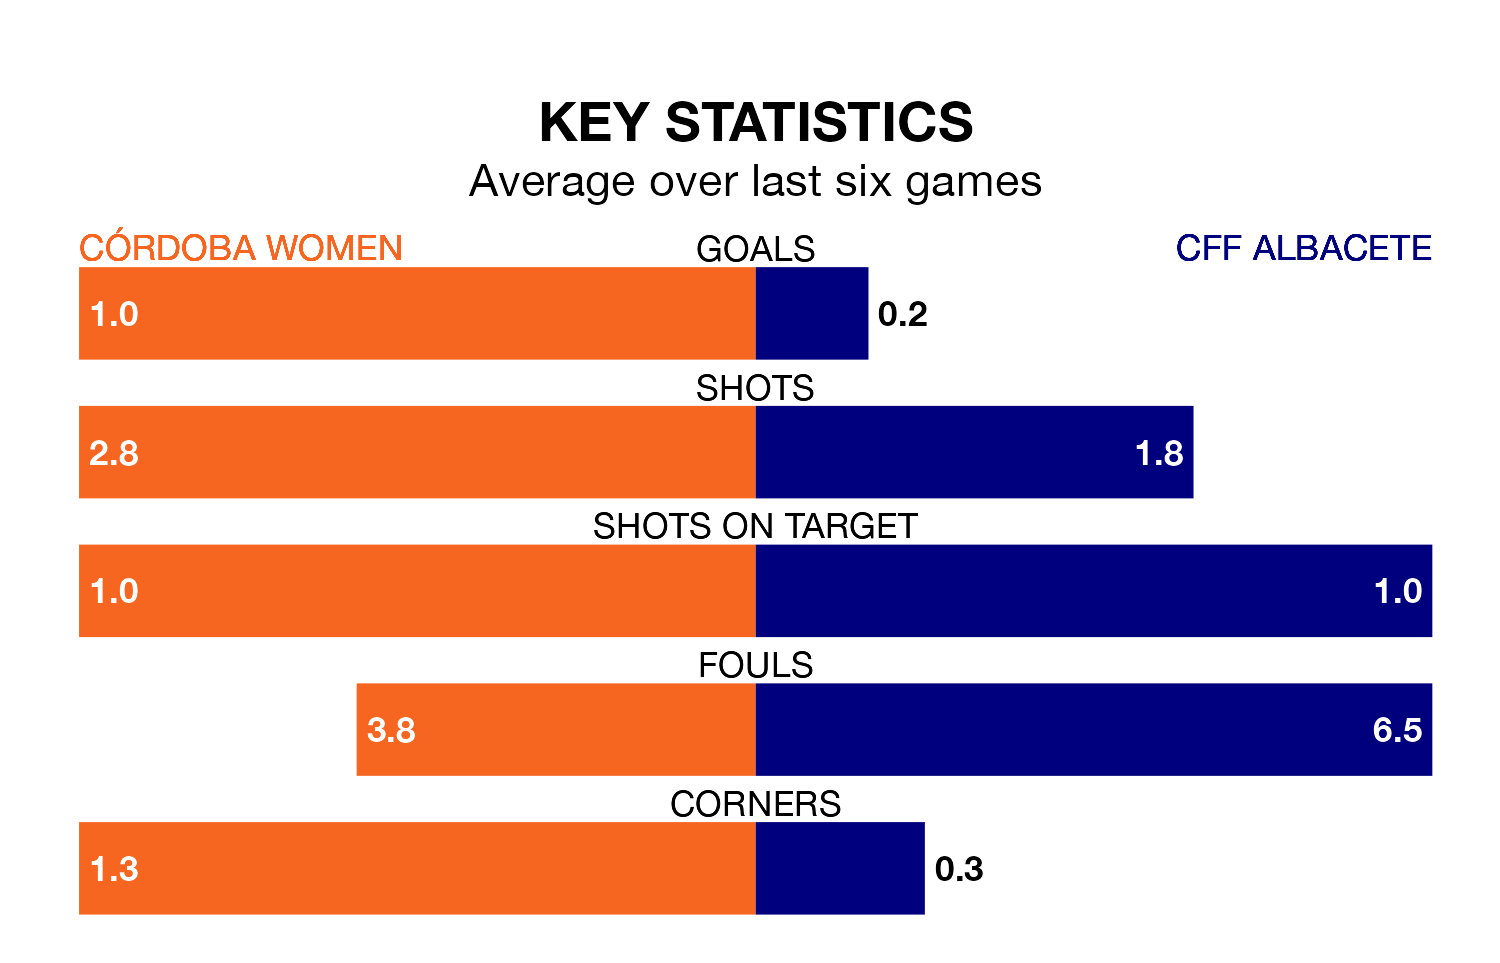 KEY STATISTICS
Average over last six games
CÓRDOBA WOMEN GOALS CFF ALBACETE
1.0 0.2
SHOTS
2.8 1.8
SHOTS ON TARGET
1.0 1.0
FOULS
3.8 6.5
CORNERS
1.3 0.3